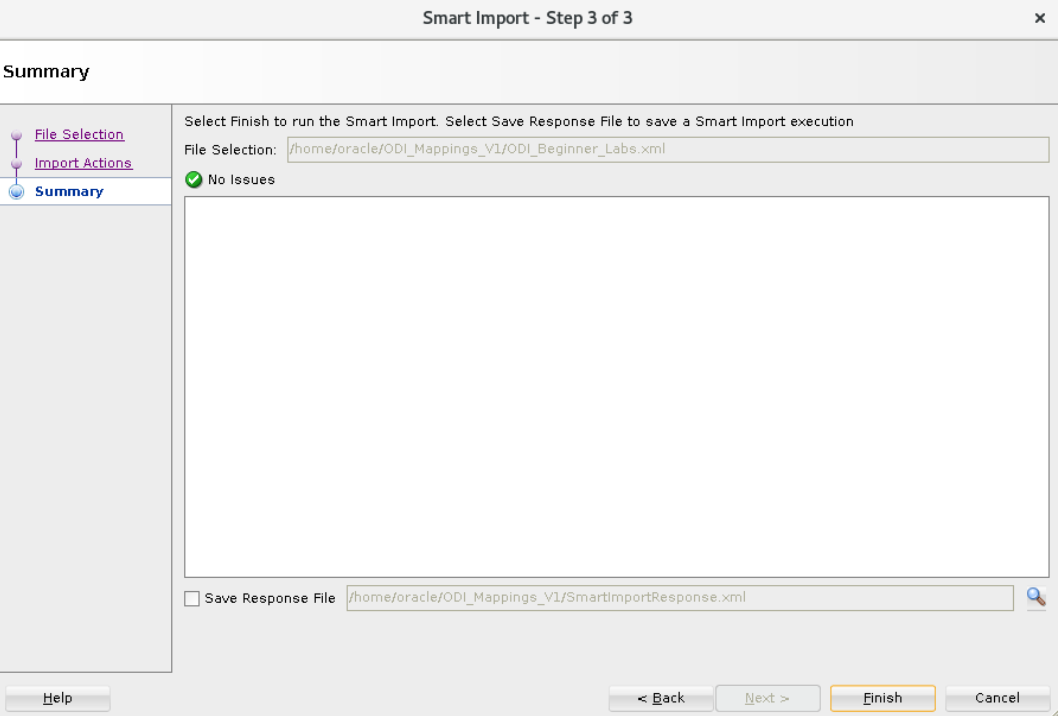 Smart Import - Step 3 of 3
×
Summary
File Selection
Import Actions
Summary
Select Finish to run the Smart Import. Select Save Response File to save a Smart Import execution
File Selection: /home/oracle/ODI_Mappings_V1/ODI_Beginner_Labs.xml
No Issues
Save Response File /home/oracle/ODI_Mappings_V1/SmartImportResponse.xml
Help < Back Next > Finish Cancel